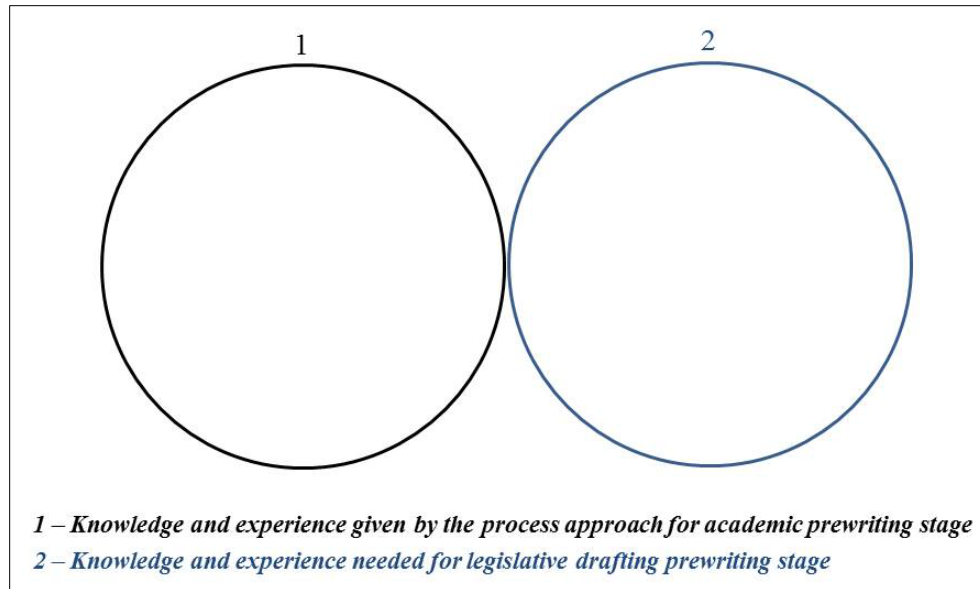 1
2
1 – Knowledge and experience given by the process approach for academic prewriting stage
2 – Knowledge and experience needed for legislative drafting prewriting stage